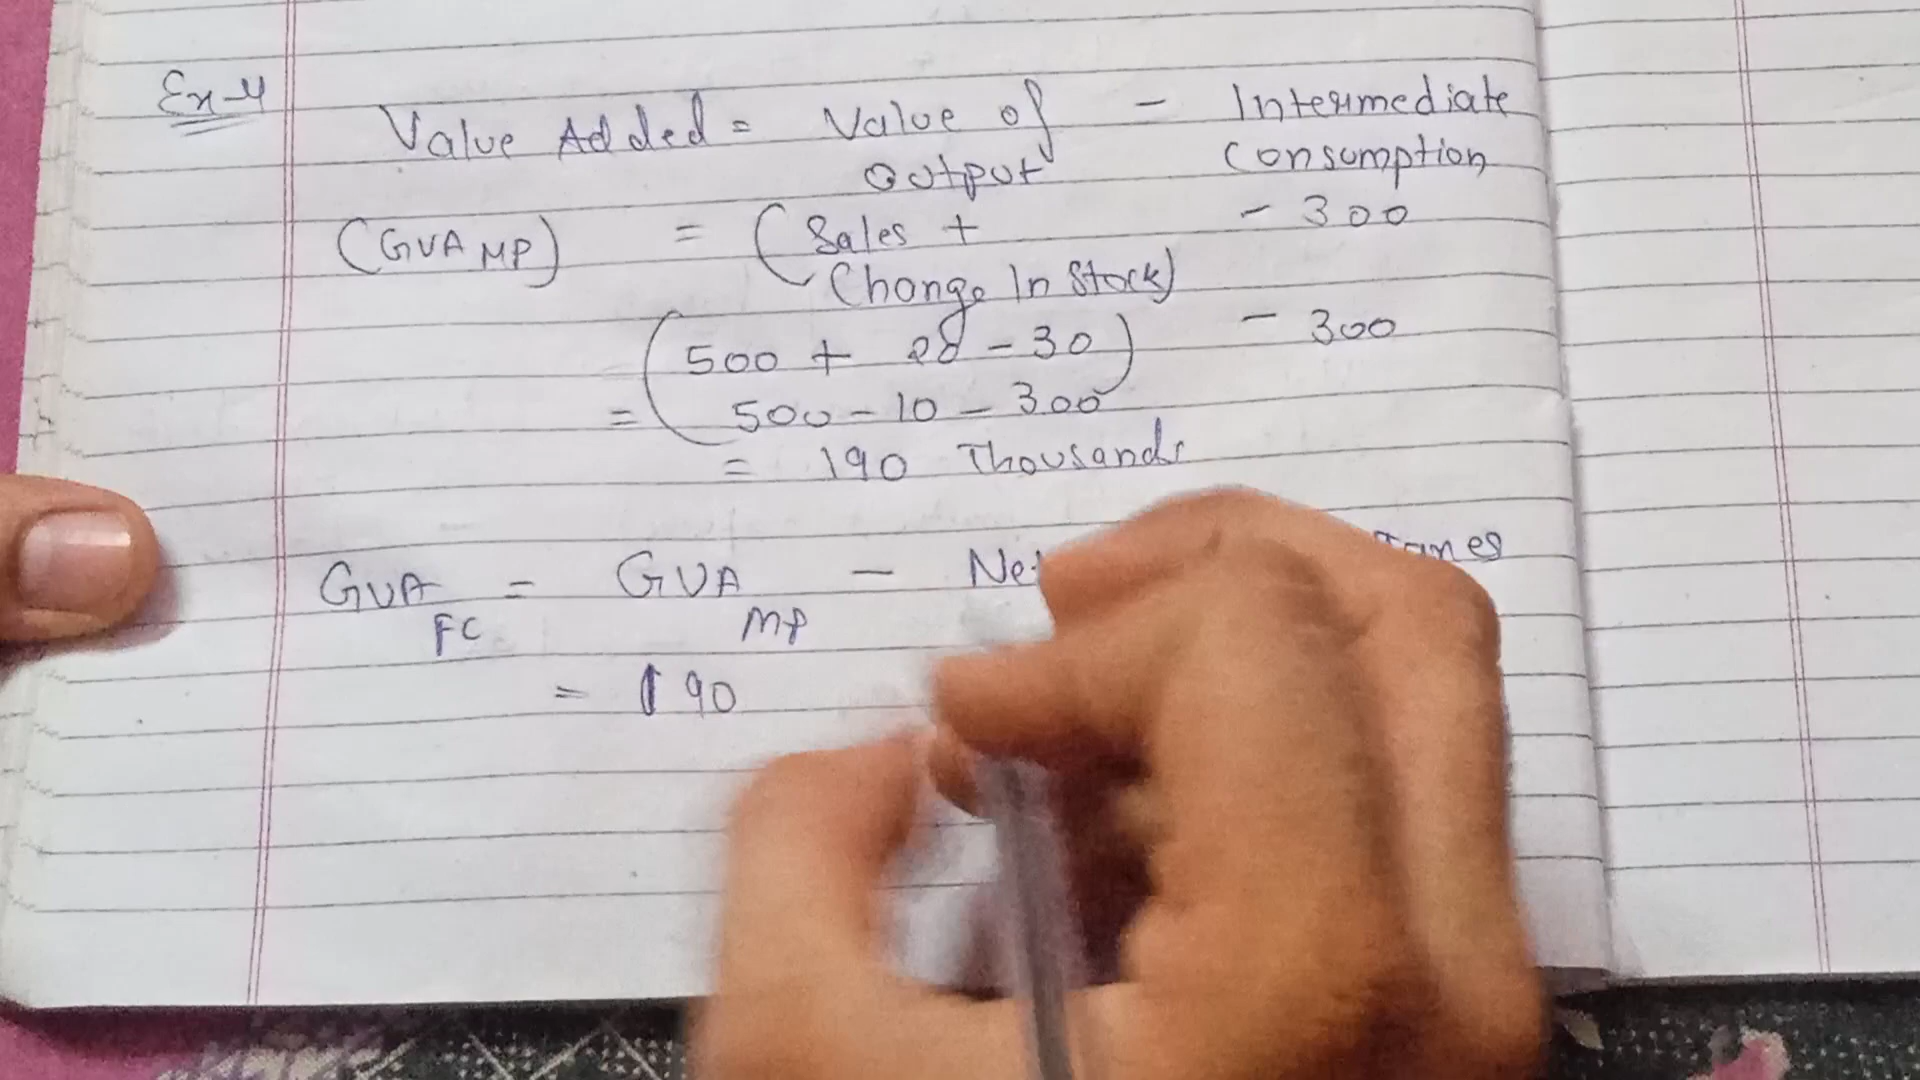 Ex-4
Value Added = Value of - Intermediate
output Consumption
(GVA MP) = (Sales + - 300
Change In Stock)
(500 + 20 - 30) - 300
= 500 - 10 - 300
= 190 Thousands
GVA = GVA - Net
FC MP
= 190